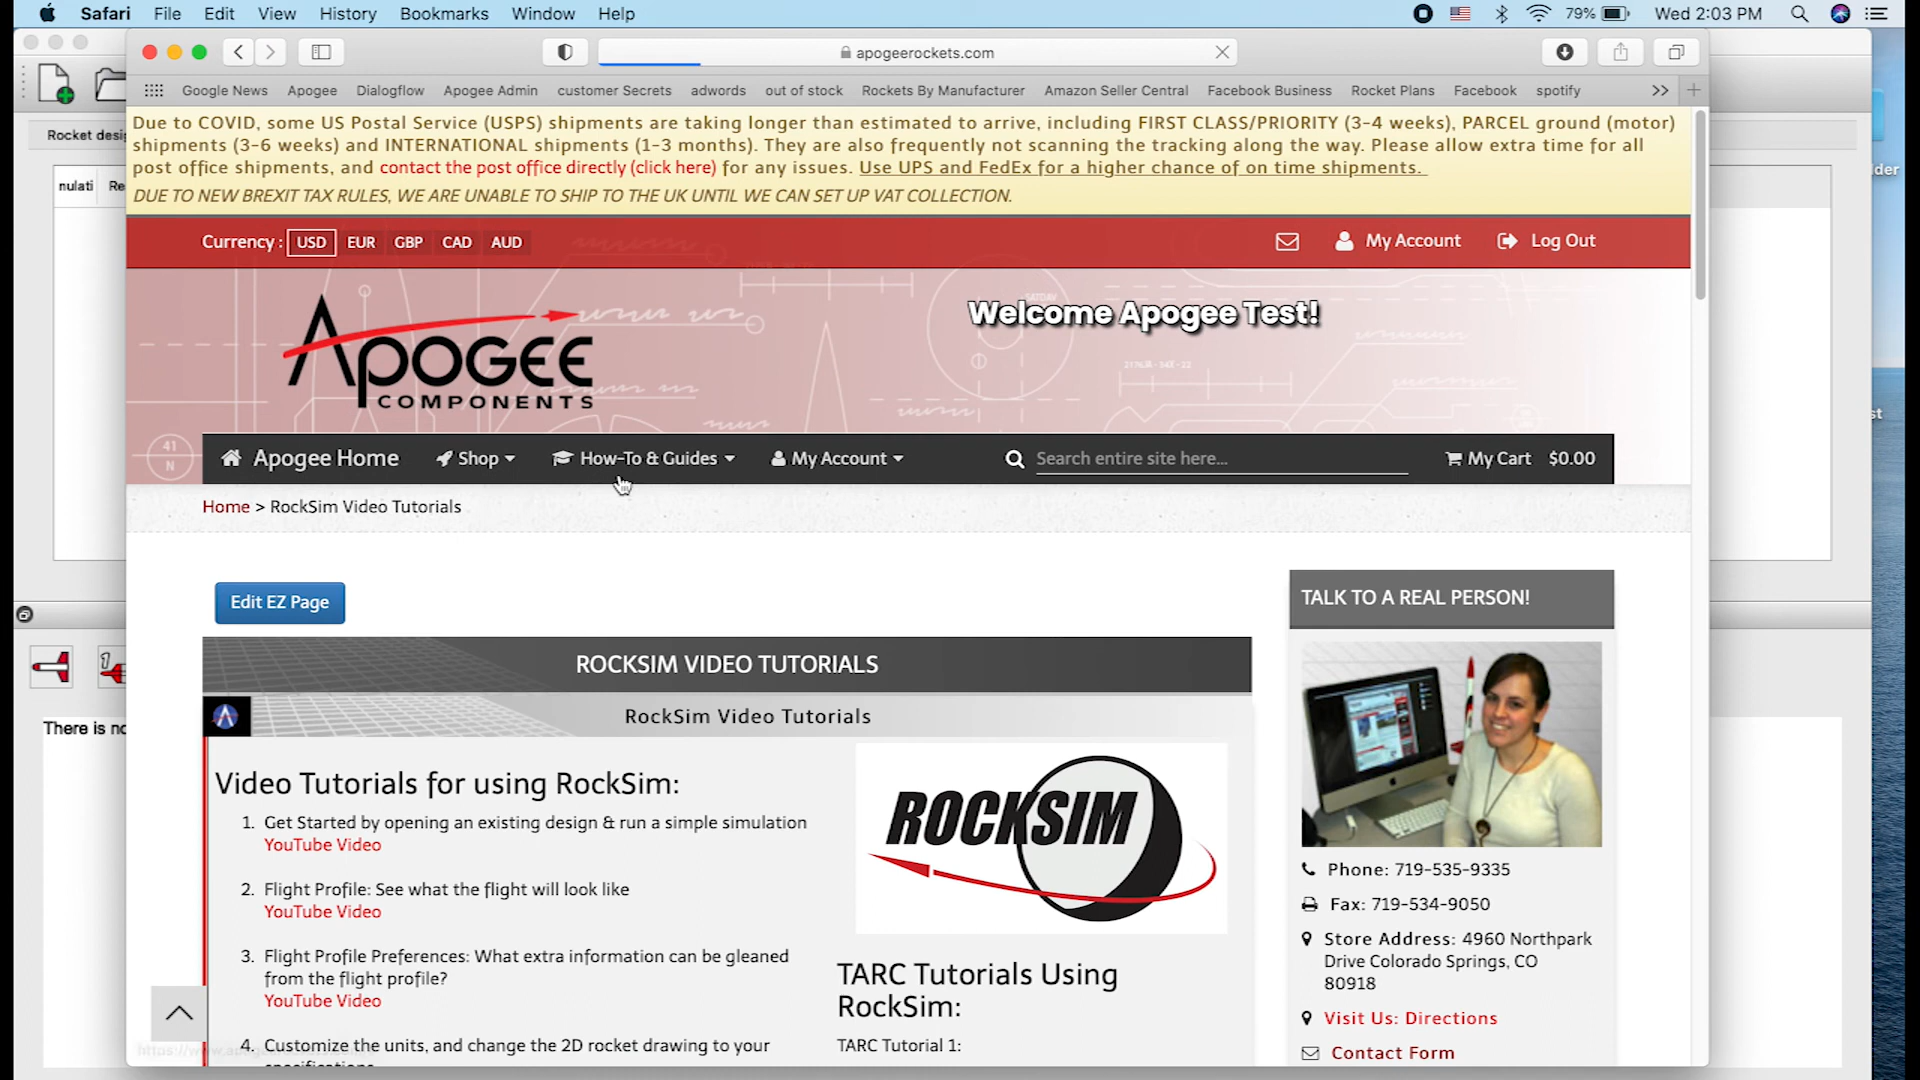 Safari File Edit View History Bookmarks Window Help 79% Wed 2:03 PM
apogeerockets.com
Google News Apogee Dialogflow Apogee Admin customer Secrets adwords out of stock Rockets By Manufacturer Amazon Seller Central Facebook Business Rocket Plans Facebook spotify
Due to COVID, some US Postal Service (USPS) shipments are taking longer than estimated to arrive, including FIRST CLASS/PRIORITY (3-4 weeks), PARCEL ground (motor)
shipments (3-6 weeks) and INTERNATIONAL shipments (1-3 months). They are also frequently not scanning the tracking along the way. Please allow extra time for all
post office shipments, and contact the post office directly (click here) for any issues. Use UPS and FedEx for a higher chance of on time shipments.
DUE TO NEW BREXIT TAX RULES, WE ARE UNABLE TO SHIP TO THE UK UNTIL WE CAN SET UP VAT COLLECTION.
Currency : USD EUR GBP CAD AUD
My Account Log Out
APOGEE
COMPONENTS
Welcome Apogee Test!
41
N
Apogee Home Shop How-To & Guides My Account Search entire site here... My Cart $0.00
Home > RockSim Video Tutorials
Edit EZ Page
ROCKSIM VIDEO TUTORIALS
RockSim Video Tutorials
Video Tutorials for using RockSim:
1. Get Started by opening an existing design & run a simple simulation
YouTube Video
2. Flight Profile: See what the flight will look like
YouTube Video
3. Flight Profile Preferences: What extra information can be gleaned
from the flight profile?
YouTube Video
4. Customize the units, and change the 2D rocket drawing to your
specifications
ROCKSIM
TARC Tutorials Using
RockSim:
TARC Tutorial 1:
TALK TO A REAL PERSON!
Phone: 719-535-9335
Fax: 719-534-9050
Store Address: 4960 Northpark
Drive Colorado Springs, CO
80918
Visit Us: Directions
Contact Form
Rocket desig
nulati Re
There is no